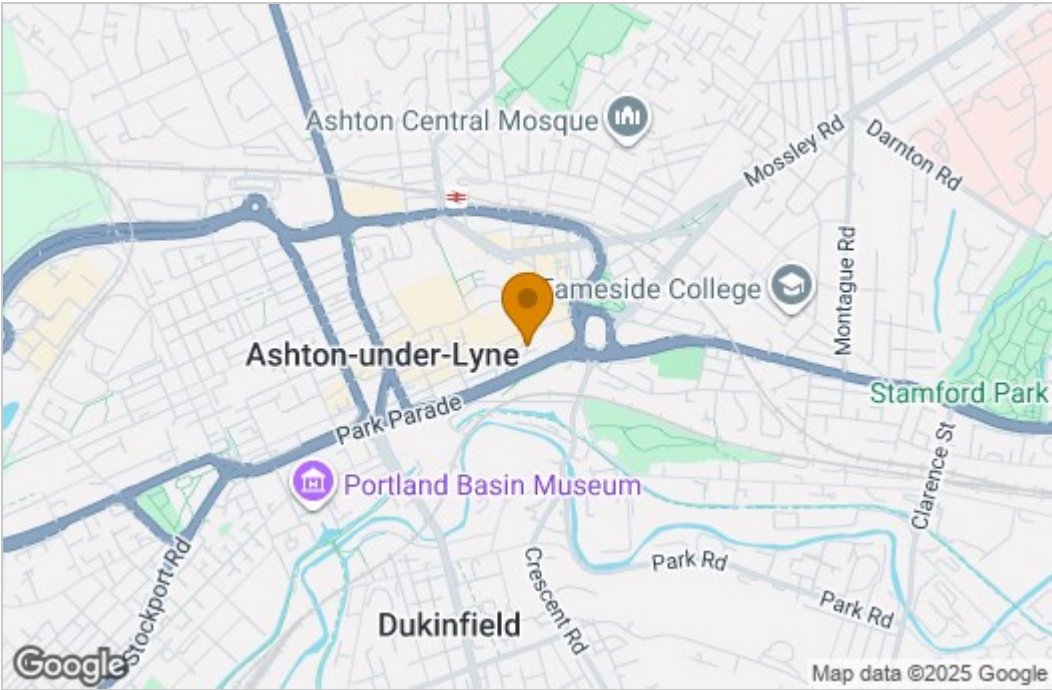 Ashton Central Mosque
Mossley Rd
Darnton Rd
Montague Rd
Tameside College
Ashton-under-Lyne
Stamford Park
Park Parade
Clarence St
Portland Basin Museum
Stockport Rd
Crescent Rd
Park Rd
Park Rd
Dukinfield
Google
Map data ©2025 Google